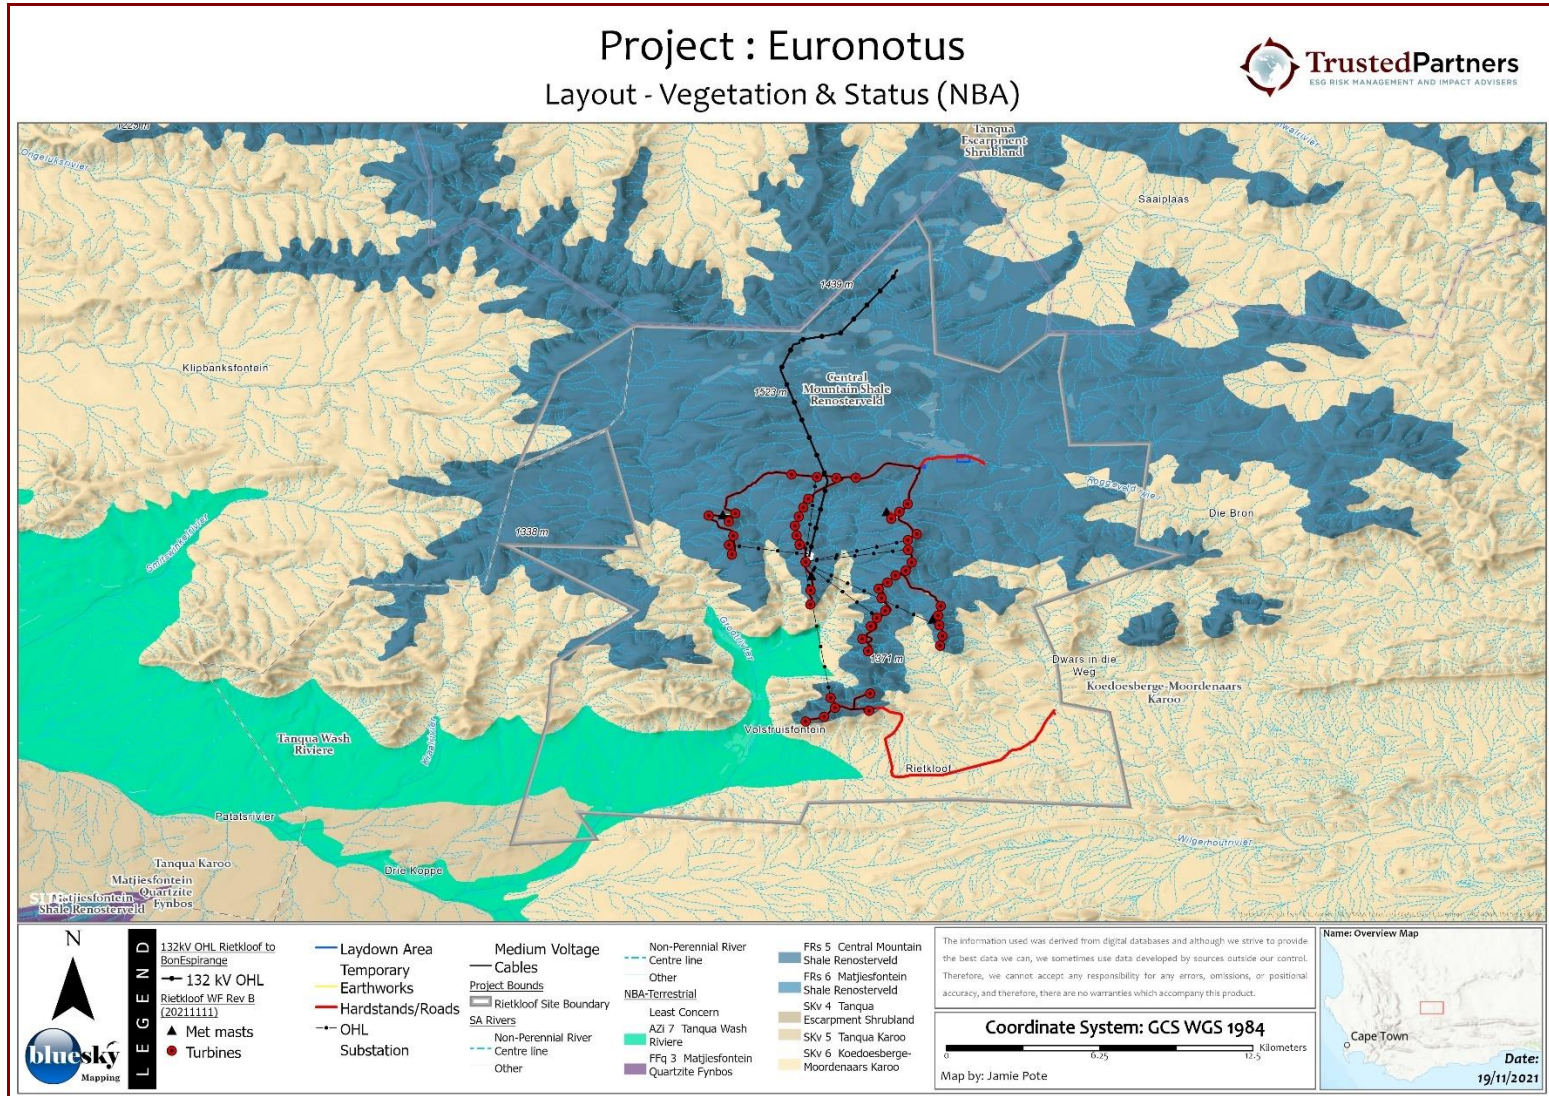 Project : Euronotus
Layout - Vegetation & Status (NBA)
TrustedPartners
ESG RISK MANAGEMENT AND IMPACT ADVISERS
1225 m
Tanqua
Escarpment
Shrubland
Saaiplaas
1439 m
Klipbanksfontein
Central
Mountain Shale
Renosterveld
1523 m
Die Bron
Smitswinkelrivier
1338 m
Grootrivier
1371 m
Dwars in die
Weg
Koedoesberge-Moordenaars
Karoo
Tanqua Wash
Riviere
Volstruisfontein
Rietkloof
Patatsrivier
Wilgerhoutrivier
Drie Koppe
Tanqua Karoo
Matjiesfontein
Quartzite
Fynbos
Matjiesfontein
Shale Renosterveld
N
bluesky
Mapping
LEGEND
132kV OHL Rietkloof to
BonEspirange
132 kV OHL
Rietkloof WF Rev B
(20211111)
Met masts
Turbines
Laydown Area
Temporary
Earthworks
Hardstands/Roads
OHL
Substation
Medium Voltage
Cables
Project Bounds
Rietkloof Site Boundary
SA Rivers
Non-Perennial River
Centre line
Other
Non-Perennial River
Centre line
Other
NBA-Terrestrial
Least Concern
AZi 7 Tanqua Wash
Riviere
FFq 3 Matjiesfontein
Quartzite Fynbos
FRs 5 Central Mountain
Shale Renosterveld
FRs 6 Matjiesfontein
Shale Renosterveld
SKv 4 Tanqua
Escarpment Shrubland
SKv 5 Tanqua Karoo
SKv 6 Koedoesberge-
Moordenaars Karoo
The information used was derived from digital databases and although we strive to provide
the best data we can, we sometimes use data developed by sources outside our control.
Therefore, we cannot accept any responsibility for any errors, omissions, or positional
accuracy, and therefore, there are no warranties which accompany this product.
Coordinate System: GCS WGS 1984
0 6.25 12.5 Kilometers
Map by: Jamie Pote
Name: Overview Map
Cape Town
Date:
19/11/2021